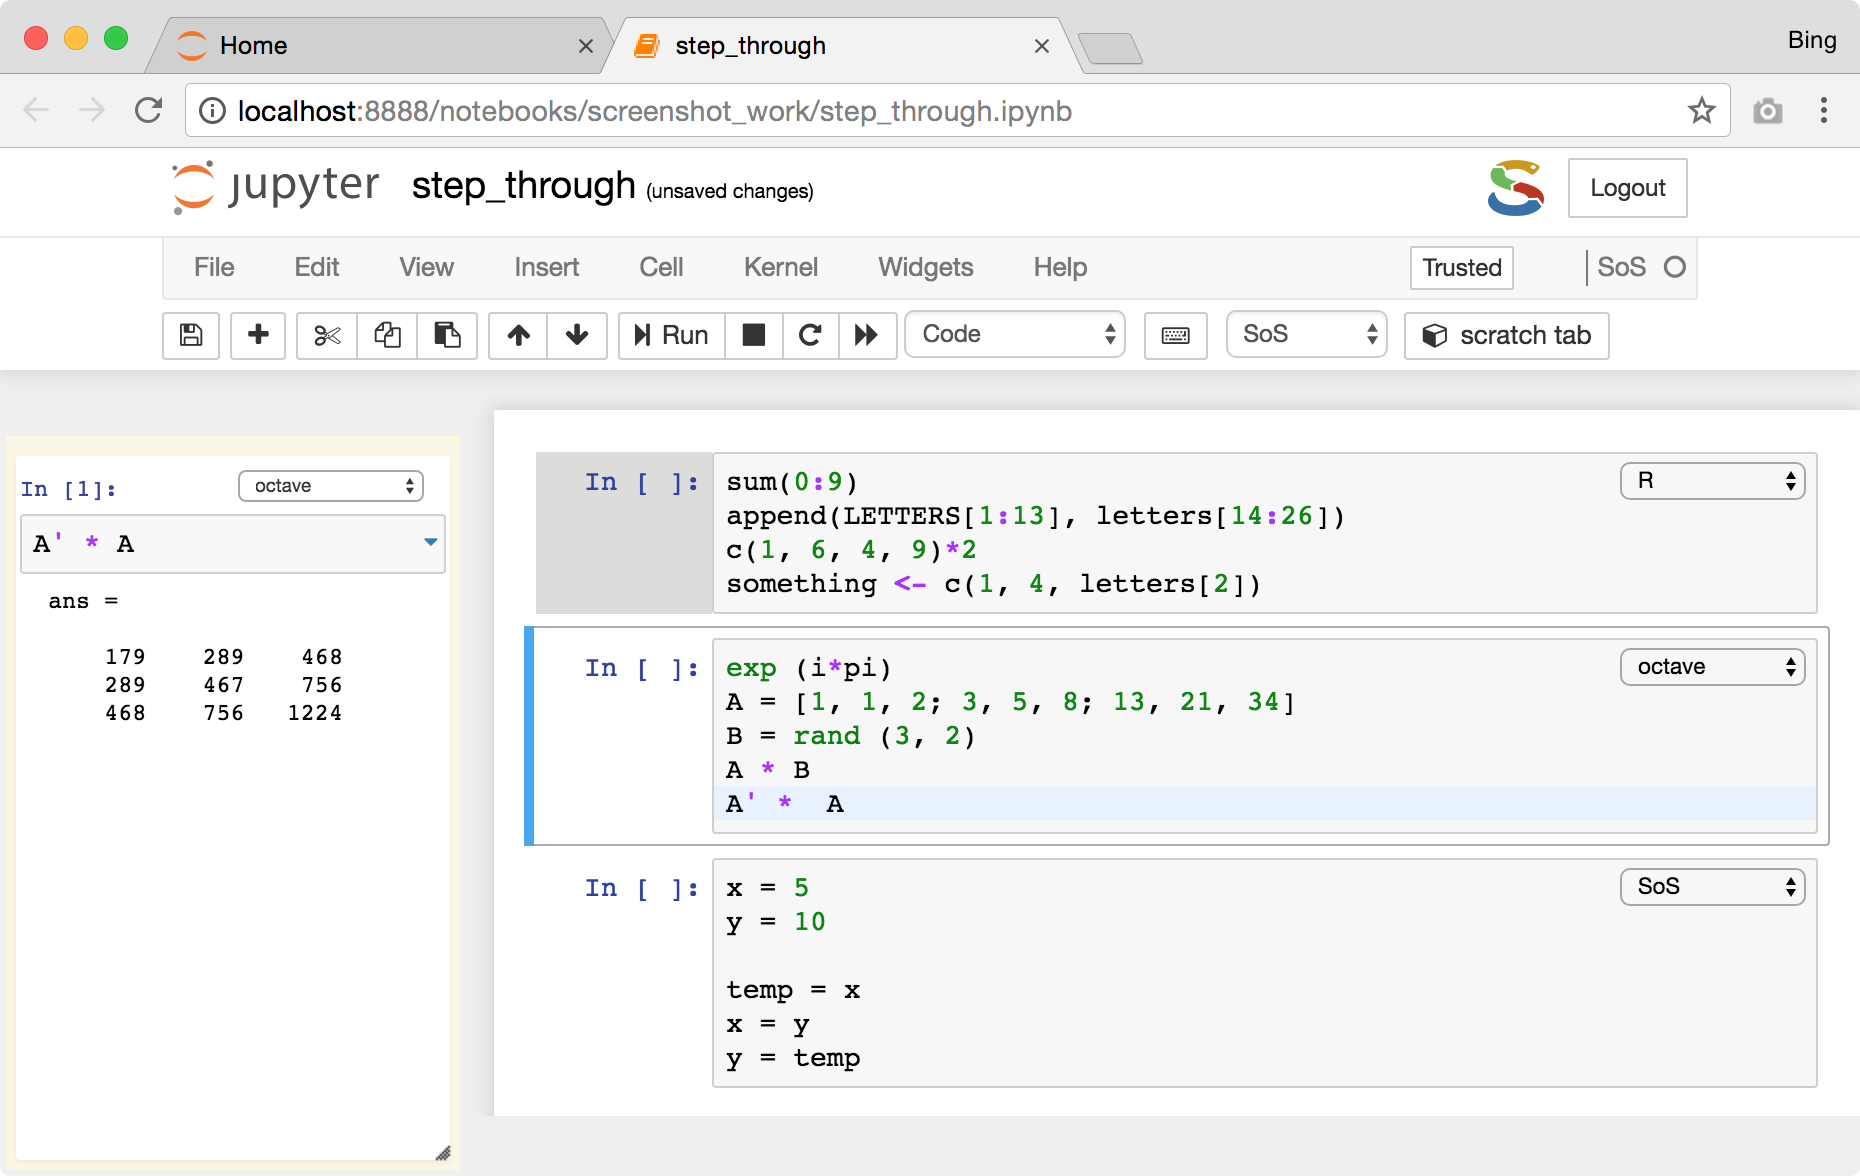 Home
step_through
Bing
localhost:8888/notebooks/screenshot_work/step_through.ipynb
jupyter step_through (unsaved changes)
Logout
File Edit View Insert Cell Kernel Widgets Help Trusted SoS
Run Code SoS scratch tab
In [1]: octave
A' * A
ans =
179 289 468
289 467 756
468 756 1224
In [ ]: sum(0:9) R
append(LETTERS[1:13], letters[14:26])
c(1, 6, 4, 9)*2
something <- c(1, 4, letters[2])
In [ ]: exp (i*pi) octave
A = [1, 1, 2; 3, 5, 8; 13, 21, 34]
B = rand (3, 2)
A * B
A' *  A
In [ ]: x = 5 SoS
y = 10
temp = x
x = y
y = temp